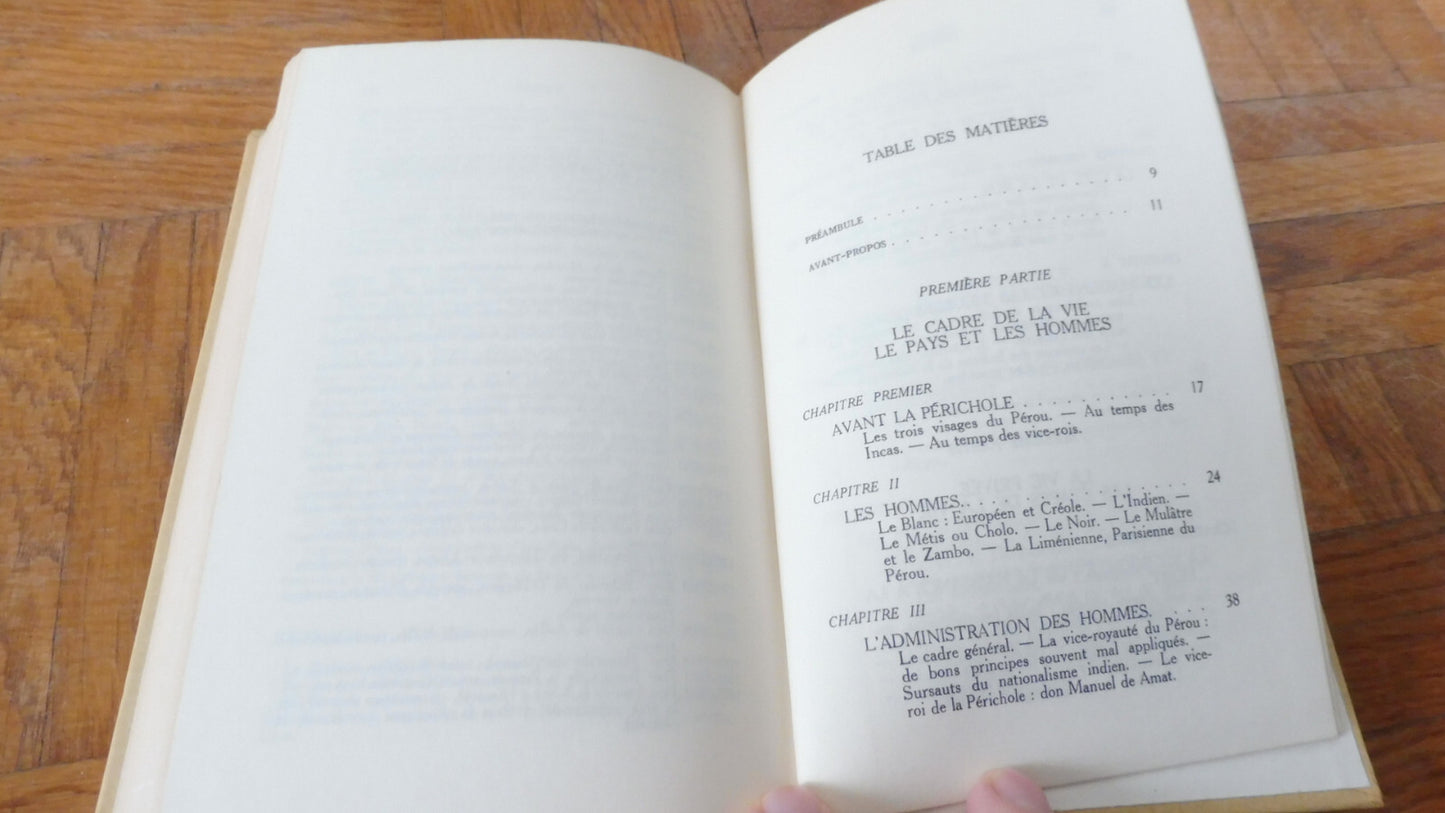 TABLE DES MATIÈRES
PRÉAMBULE . . . . . . . . . . . . . . . . . . 9
AVANT-PROPOS . . . . . . . . . . . . . . . . . 11
PREMIÈRE PARTIE
LE CADRE DE LA VIE
LE PAYS ET LES HOMMES
CHAPITRE PREMIER
AVANT LA PÉRICHOLE . . . . . . . . . . . 17
Les trois visages du Pérou. — Au temps des
Incas. — Au temps des vice-rois.
CHAPITRE II
LES HOMMES. . . . . . . . . . . . . . . . 24
Le Blanc : Européen et Créole. — L'Indien. —
Le Métis ou Cholo. — Le Noir. — Le Mulâtre
et le Zambo. — La Liménienne, Parisienne du
Pérou.
CHAPITRE III
L'ADMINISTRATION DES HOMMES. . . . 38
Le cadre général. — La vice-royauté du Pérou :
de bons principes souvent mal appliqués. —
Sursauts du nationalisme indien. — Le vice-
roi de la Périchole : don Manuel de Amat.